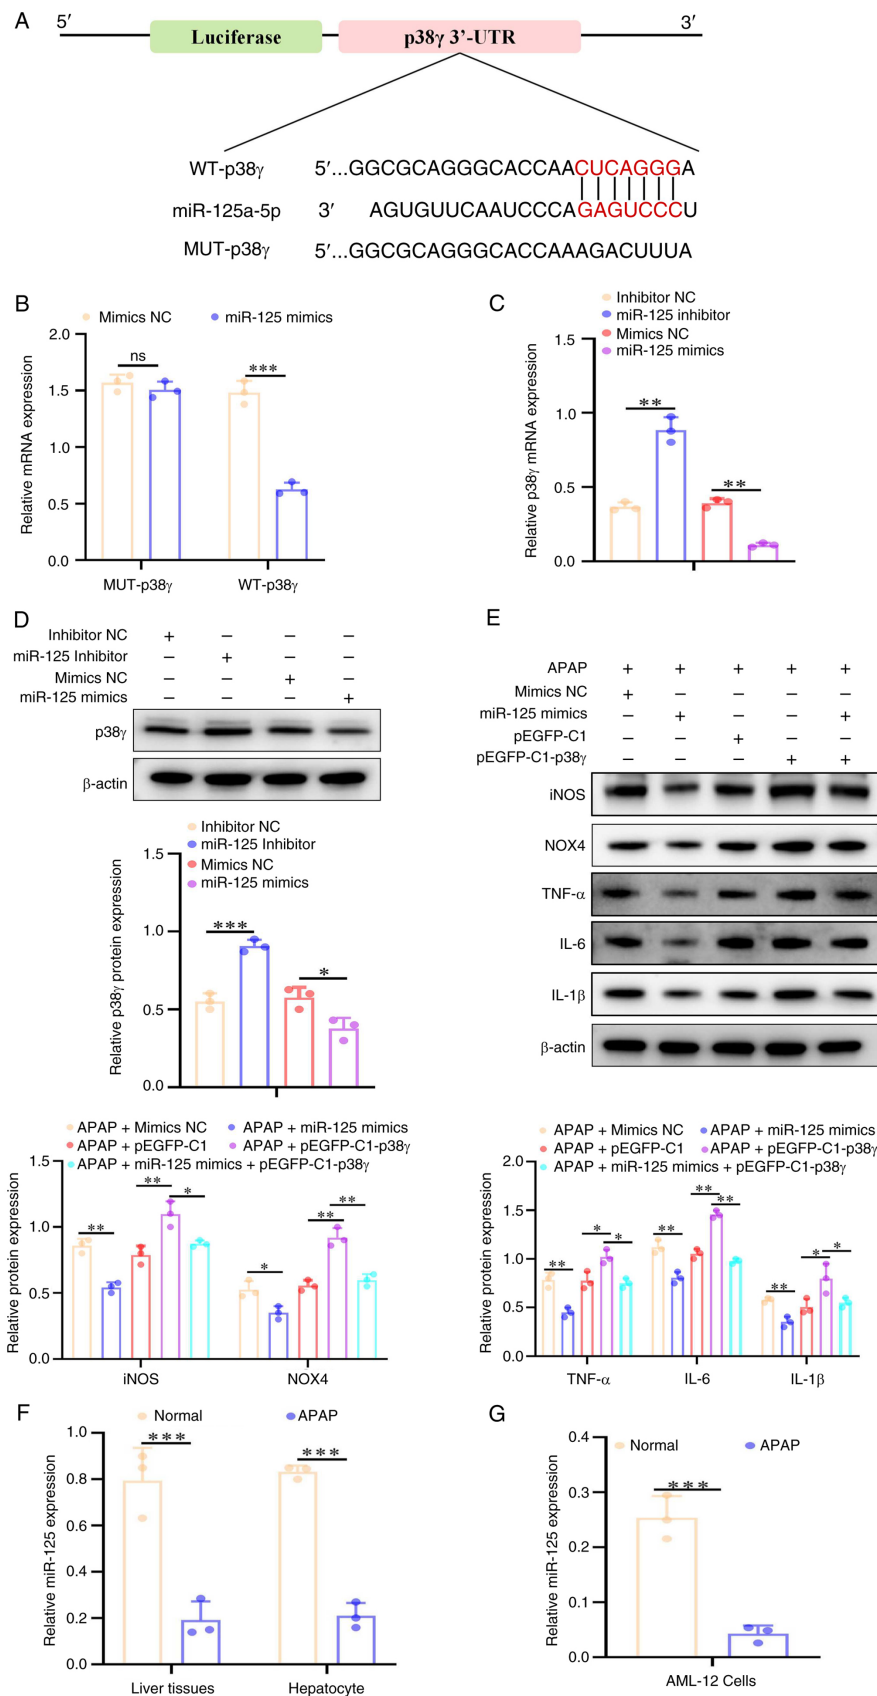 A
5′
3′
Luciferase
p38γ 3’-UTR
WT-p38γ 5′...GGCGCAGGGCACCAACUCAGGGA
miR-125a-5p 3′ AGUGUUCAAUCCCAGAGUCCCU
MUT-p38γ 5′...GGCGCAGGGCACCAAAGACUUUA
B
Mimics NC miR-125 mimics
Relative mRNA expression
2.0
1.5
1.0
0.5
0.0
ns
***
MUT-p38γ WT-p38γ
C
Inhibitor NC
miR-125 inhibitor
Mimics NC
miR-125 mimics
Relative p38γ mRNA expression
1.5
1.0
0.5
0.0
**
**
D
Inhibitor NC + − − −
miR-125 Inhibitor − + − −
Mimics NC − − + −
miR-125 mimics − − − +
p38γ
β-actin
Inhibitor NC
miR-125 Inhibitor
Mimics NC
miR-125 mimics
Relative p38γ protein expression
1.5
1.0
0.5
0.0
***
*
E
APAP + + + + +
Mimics NC + − − − −
miR-125 mimics − + − − +
pEGFP-C1 − − + − −
pEGFP-C1-p38γ − − − + +
iNOS
NOX4
TNF-α
IL-6
IL-1β
β-actin
APAP + Mimics NC APAP + miR-125 mimics
APAP + pEGFP-C1 APAP + pEGFP-C1-p38γ
APAP + miR-125 mimics + pEGFP-C1-p38γ
Relative protein expression
1.5
1.0
0.5
0.0
** ** *
* ** **
iNOS NOX4
APAP + Mimics NC APAP + miR-125 mimics
APAP + pEGFP-C1 APAP + pEGFP-C1-p38γ
APAP + miR-125 mimics + pEGFP-C1-p38γ
Relative protein expression
2.0
1.5
1.0
0.5
0.0
** * *
** ** **
** * *
TNF-α IL-6 IL-1β
F
Normal APAP
Relative miR-125 expression
1.0
0.8
0.6
0.4
0.2
0.0
***
***
Liver tissues Hepatocyte
G
Normal APAP
Relative miR-125 expression
0.4
0.3
0.2
0.1
0.0
***
AML-12 Cells